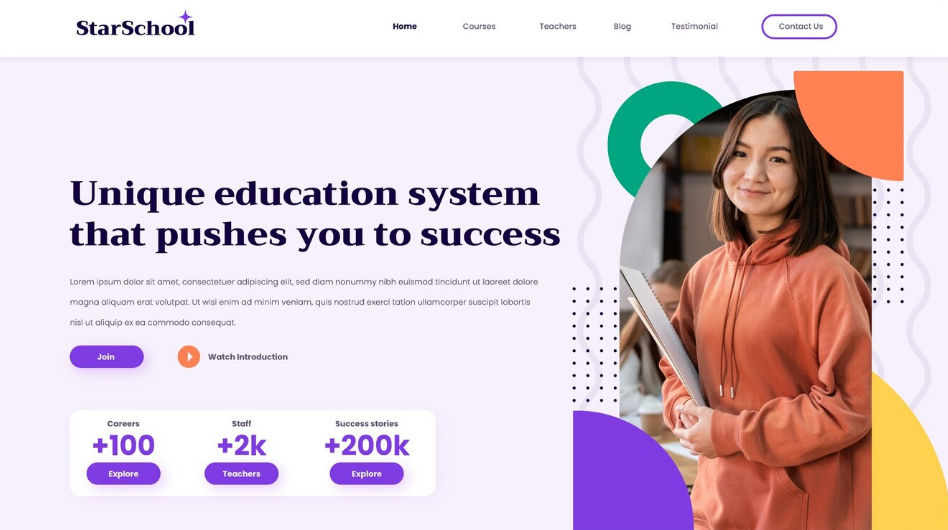 StarSchool
Home Courses Teachers Blog Testimonial Contact Us
Unique education system
that pushes you to success
Lorem ipsum dolor sit amet, consectetuer adipiscing elit, sed diam nonummy nibh euismod tincidunt ut laoreet dolore
magna aliquam erat volutpat. Ut wisi enim ad minim veniam, quis nostrud exerci tation ullamcorper suscipit lobortis
nisl ut aliquip ex ea commodo consequat.
Join Watch Introduction
Careers Staff Success stories
+100 +2k +200k
Explore Teachers Explore